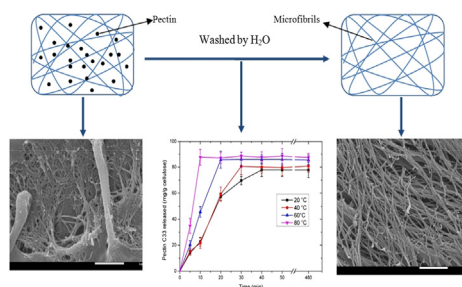 Pectin
Washed by H₂O
Microfibrils
Pectin C33 released (mg/g cellulose)
100
80
60
40
20
0
20 °C
40 °C
60°C
80 °C
0 10 20 30 40 50 480
Time (min)